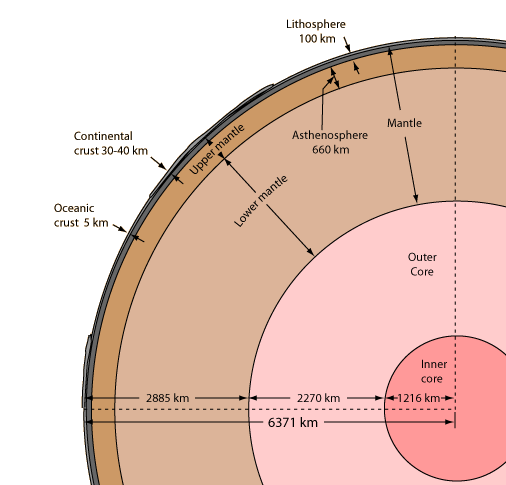 Lithosphere
100 km
Continental
crust 30-40 km
Upper mantle
Asthenosphere
660 km
Mantle
Oceanic
crust 5 km
Lower mantle
Outer
Core
Inner
core
2885 km
2270 km
1216 km
6371 km